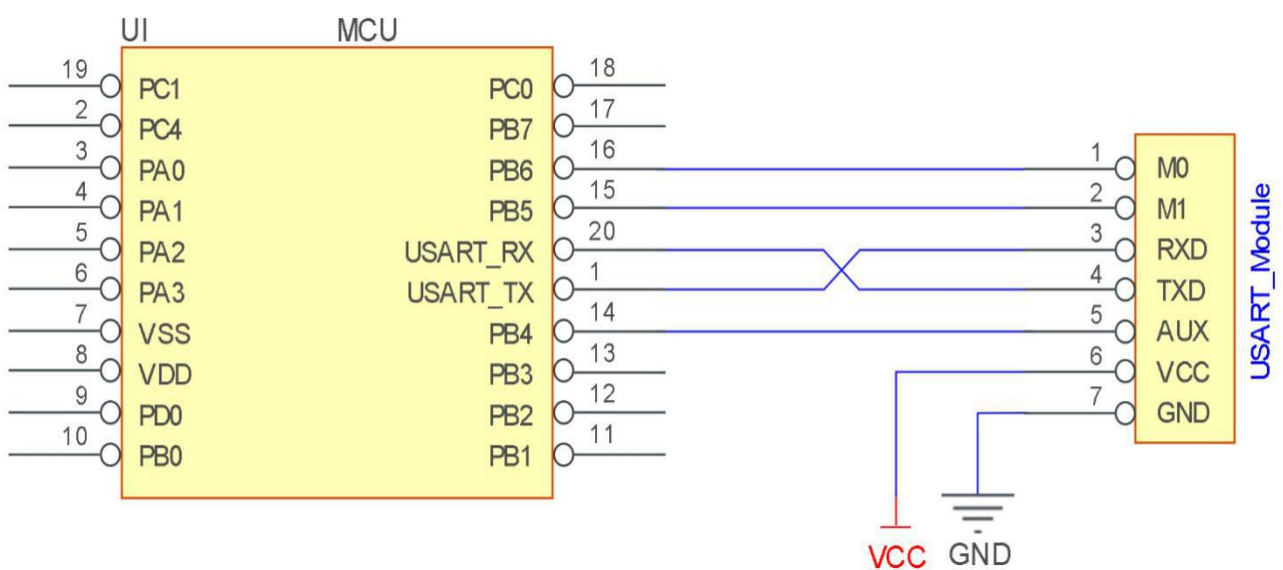 UI MCU
19 PC1 PC0 18
2 PC4 PB7 17
3 PA0 PB6 16 1 M0
4 PA1 PB5 15 2 M1
5 PA2 USART_RX 20 3 RXD
6 PA3 USART_TX 1 4 TXD
7 VSS PB4 14 5 AUX
8 VDD PB3 13 6 VCC
9 PD0 PB2 12 7 GND
10 PB0 PB1 11
USART_Module
VCC GND